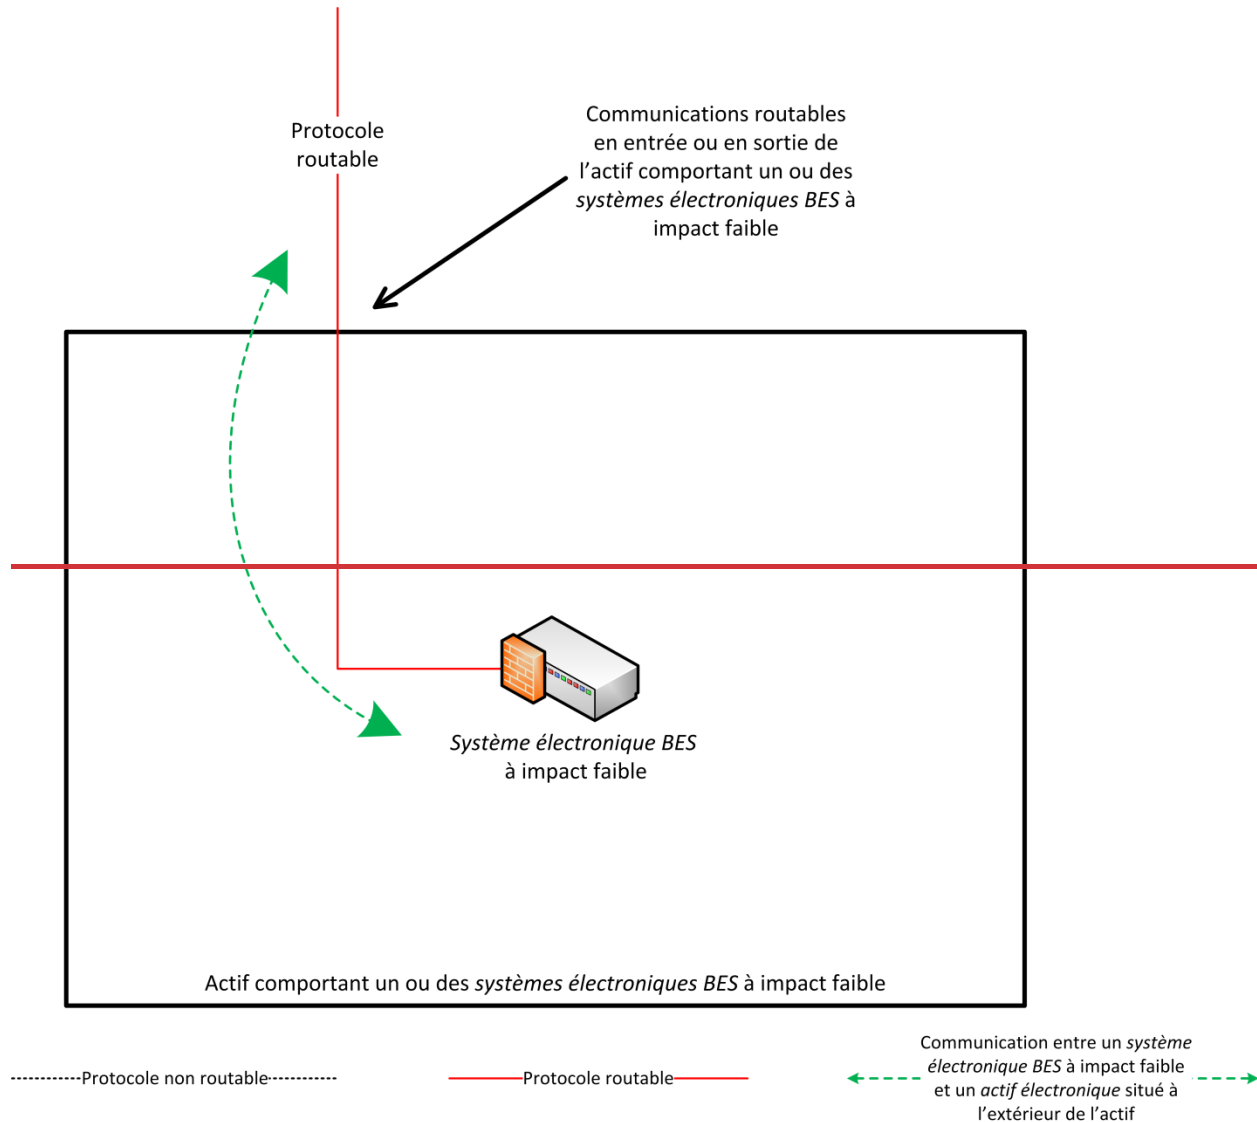 Protocole
routable
Communications routables
en entrée ou en sortie de
l’actif comportant un ou des
systèmes électroniques BES à
impact faible
Système électronique BES
à impact faible
Actif comportant un ou des systèmes électroniques BES à impact faible
Protocole non routable
Protocole routable
Communication entre un système
électronique BES à impact faible
et un actif électronique situé à
l’extérieur de l’actif